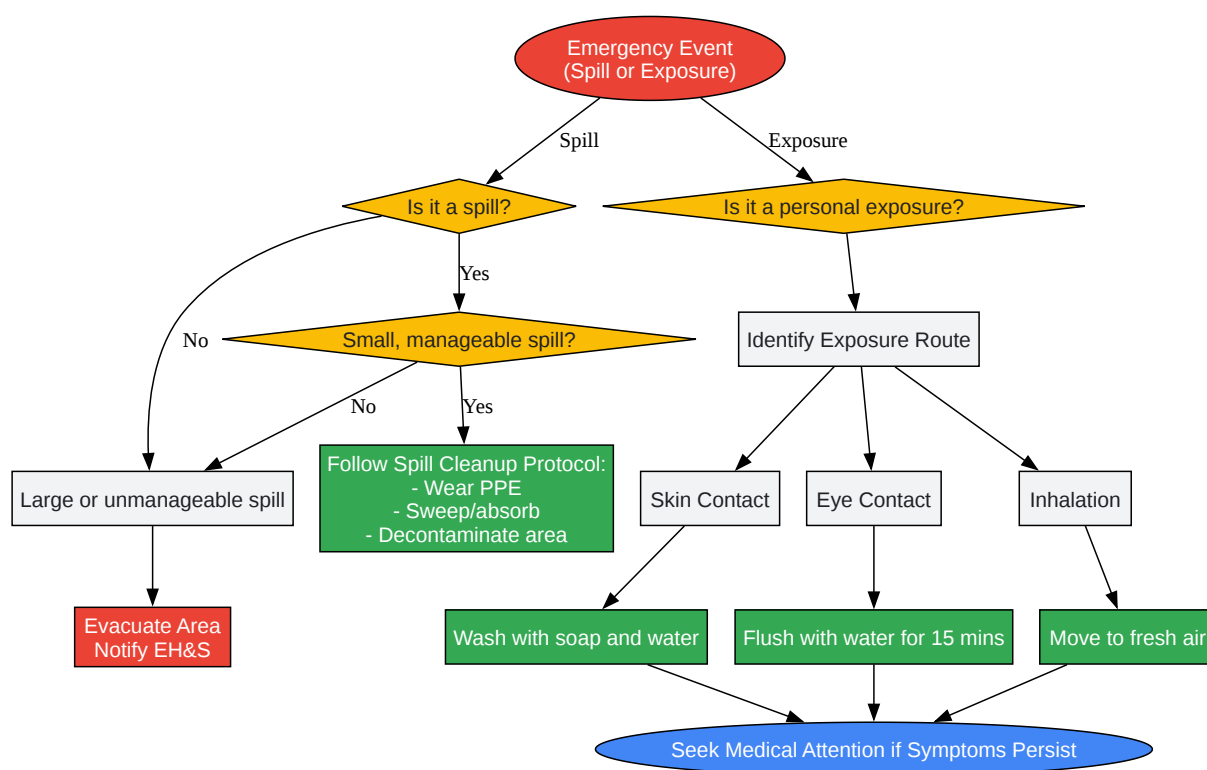 Emergency Event
(Spill or Exposure)
Spill
Exposure
Is it a spill?
Is it a personal exposure?
Yes
No
Small, manageable spill?
Identify Exposure Route
No
Yes
Large or unmanageable spill
Follow Spill Cleanup Protocol:
- Wear PPE
- Sweep/absorb
- Decontaminate area
Skin Contact
Eye Contact
Inhalation
Evacuate Area
Notify EH&S
Wash with soap and water
Flush with water for 15 mins
Move to fresh air
Seek Medical Attention if Symptoms Persist